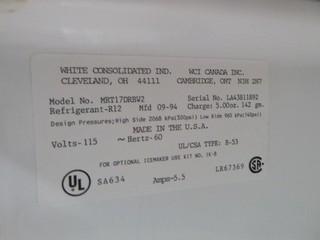 WHITE CONSOLIDATED IND. WCI CANADA INC.
CLEVELAND, OH 44111 CAMBRIDGE, ONT N3H 2N7
Model No. MRT17DRBW2 Serial No. LA43811892
Refrigerant-R12 Mfd 09-94 Charge: 5.00oz. 142 gm.
Design Pressures; High Side 2068 kPa(300psi) Low Side 965 kPa(140psi)
MADE IN THE U.S.A.
Volts-115 ~Hertz-60 UL/CSA TYPE: B-53
FOR OPTIONAL ICEMAKER USE KIT NO. IK-8
UL SA634 Amps-5.5 LR67369